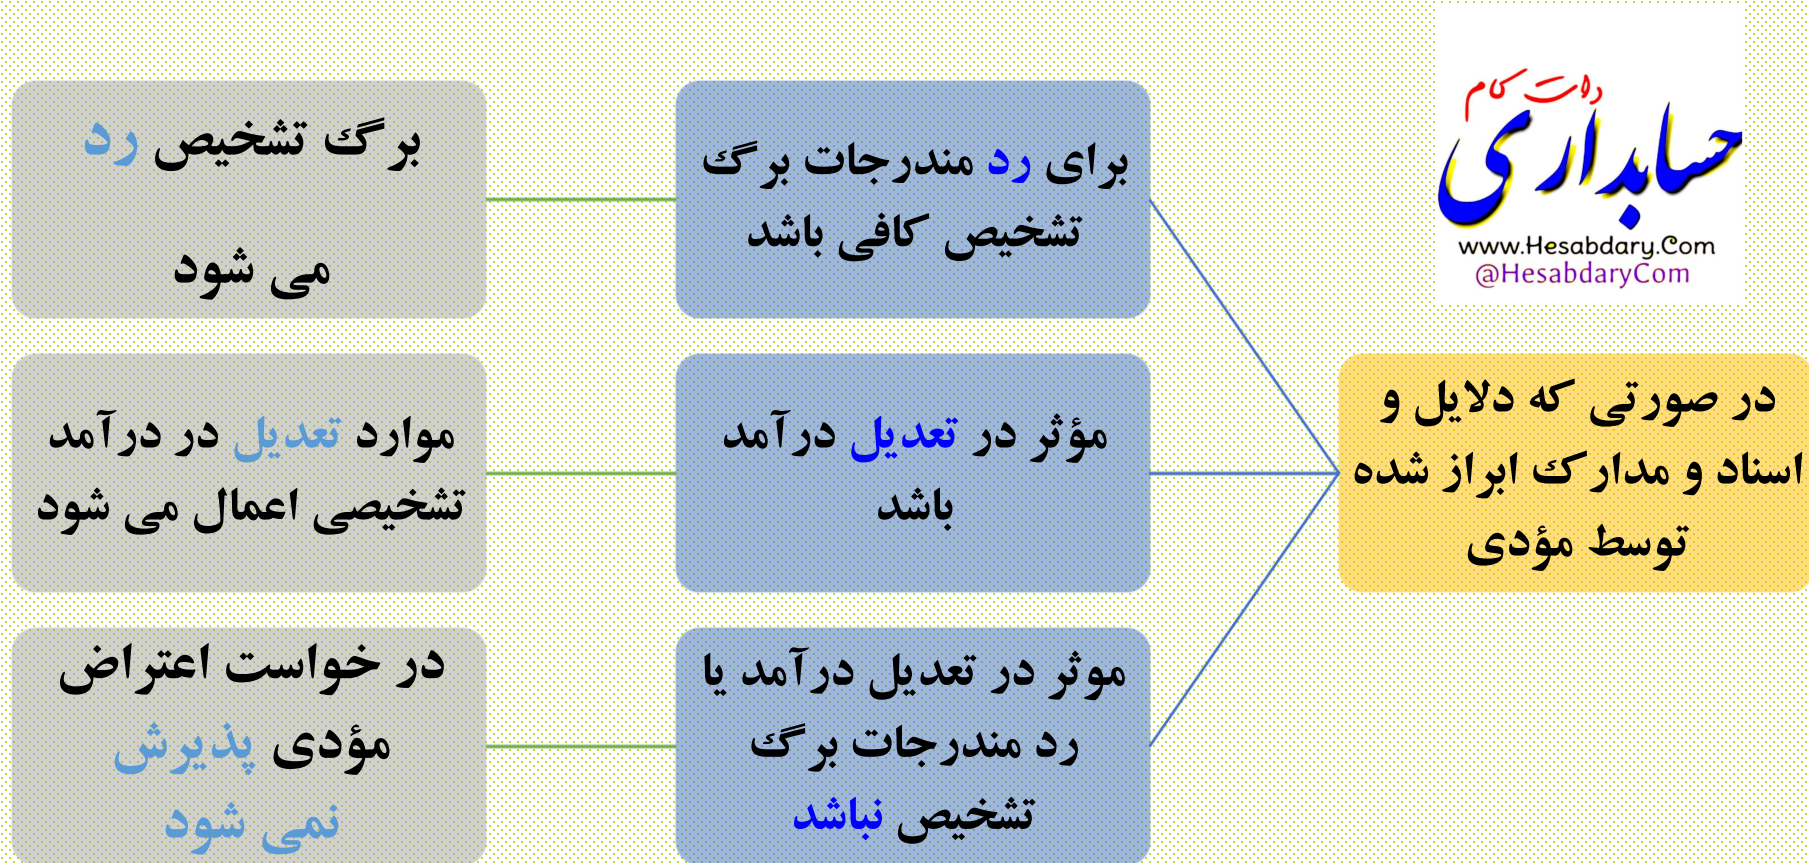 دات کام
حسابداری
www.Hesabdary.Com
@HesabdaryCom
در صورتی که دلایل و
اسناد و مدارک ابراز شده
توسط مؤدی
برای رد مندرجات برگ
تشخیص کافی باشد
برگ تشخیص رد
می شود
مؤثر در تعدیل درآمد
باشد
موارد تعدیل در درآمد
تشخیصی اعمال می شود
موثر در تعدیل درآمد یا
رد مندرجات برگ
تشخیص نباشد
در خواست اعتراض
مؤدی پذیرش
نمی شود